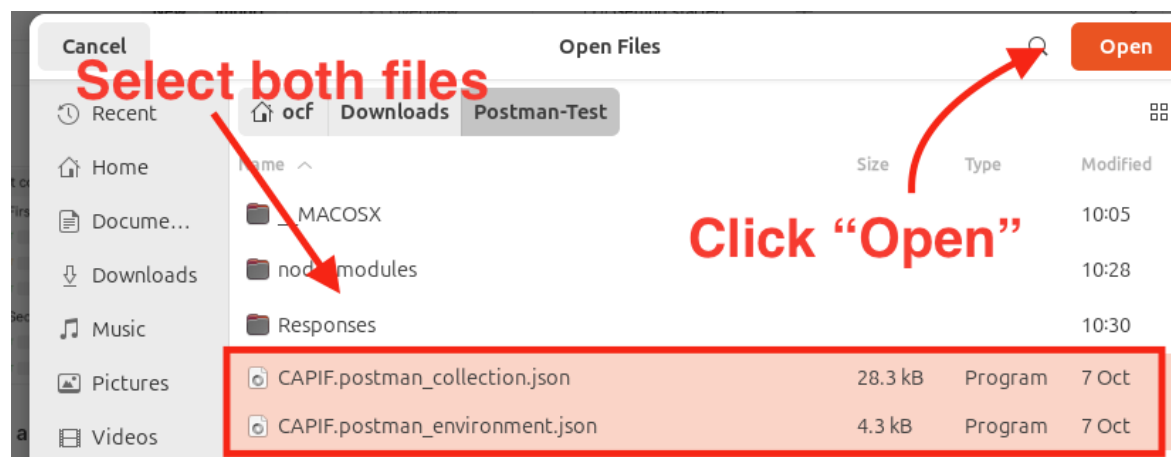 Cancel
Open Files
Open
Select both files
Recent
ocf
Downloads
Postman-Test
Name
Size
Type
Modified
Home
__MACOSX
10:05
Docume...
Click “Open”
node_modules
10:28
Downloads
Responses
10:30
Music
CAPIF.postman_collection.json
28.3 kB
Program
7 Oct
Pictures
CAPIF.postman_environment.json
4.3 kB
Program
7 Oct
Videos